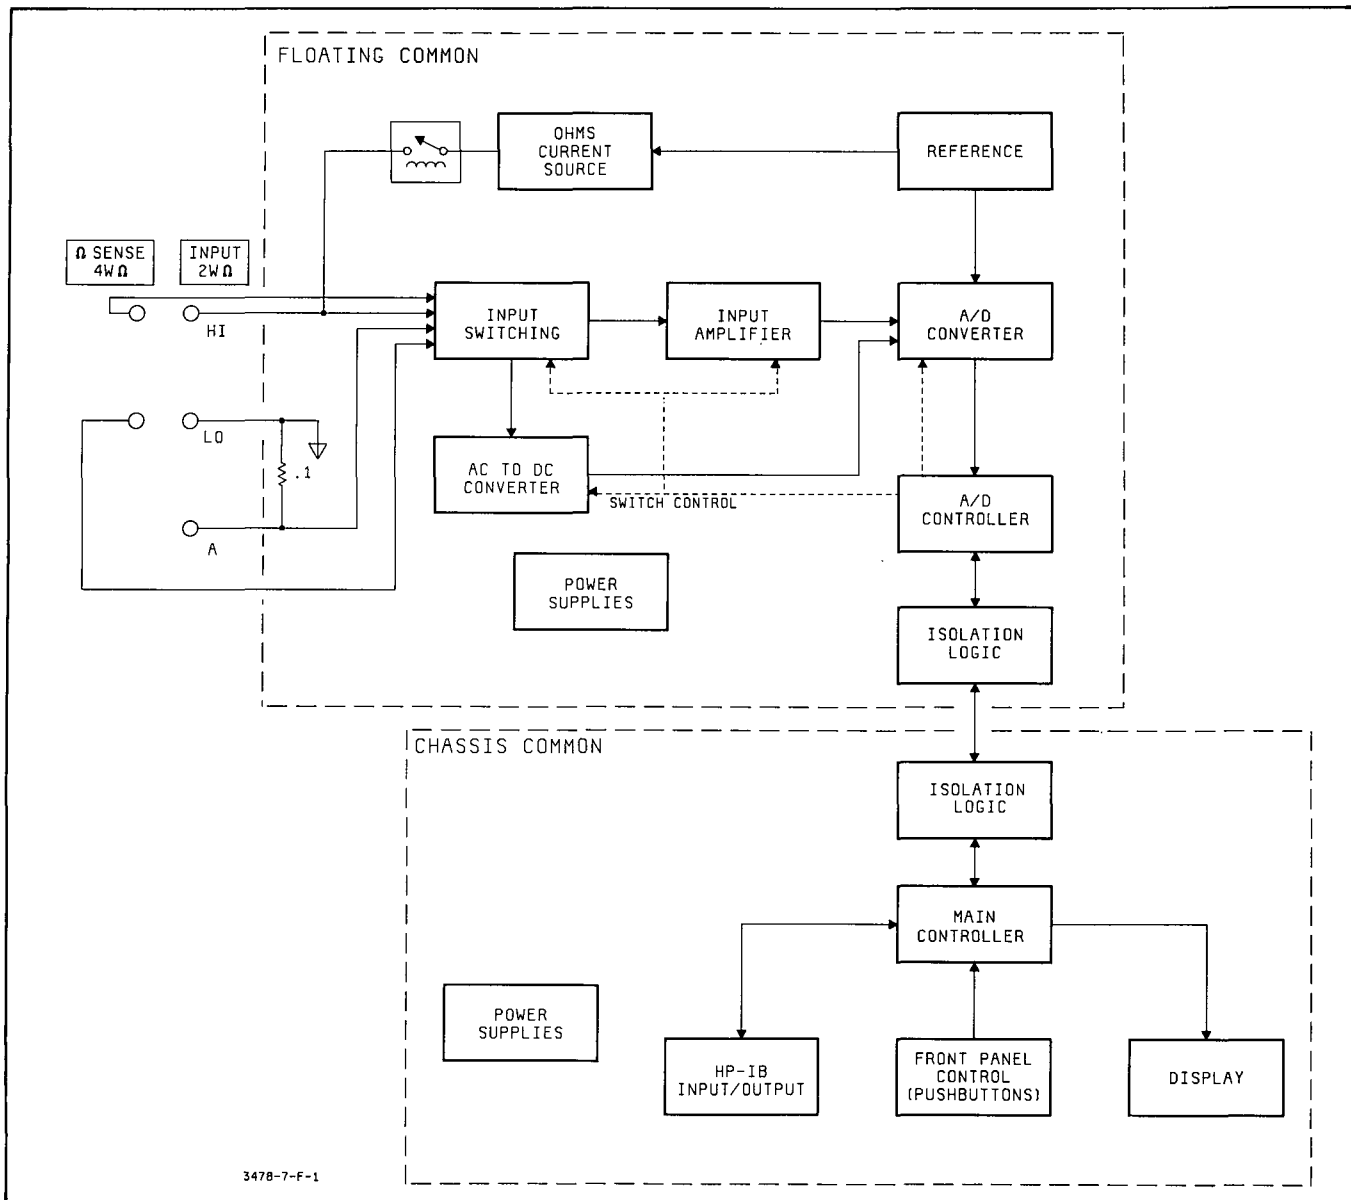 FLOATING COMMON
OHMS
CURRENT
SOURCE
REFERENCE
Ω SENSE
4WΩ
INPUT
2WΩ
HI
INPUT
SWITCHING
INPUT
AMPLIFIER
A/D
CONVERTER
LO
.1
A
AC TO DC
CONVERTER
SWITCH CONTROL
A/D
CONTROLLER
POWER
SUPPLIES
ISOLATION
LOGIC
CHASSIS COMMON
ISOLATION
LOGIC
MAIN
CONTROLLER
POWER
SUPPLIES
HP-IB
INPUT/OUTPUT
FRONT PANEL
CONTROL
(PUSHBUTTONS)
DISPLAY
3478-7-F-1